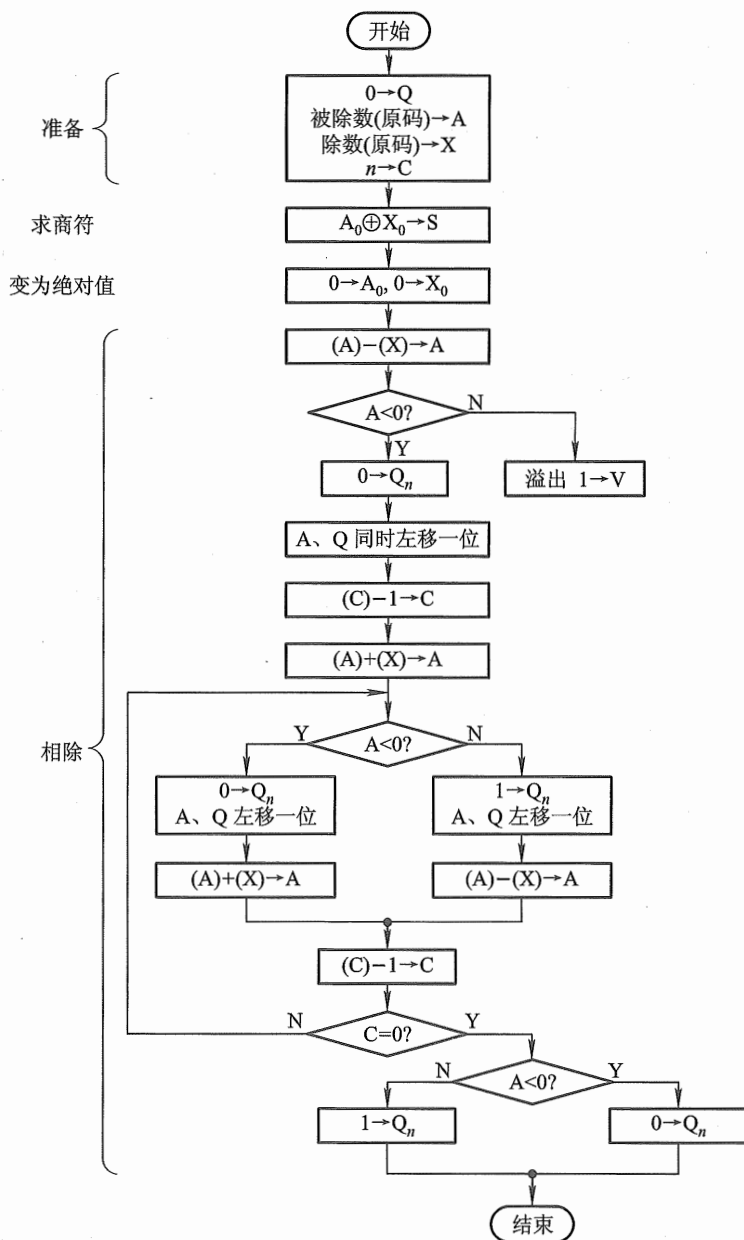 开始
准备
0→Q
被除数(原码)→A
除数(原码)→X
n→C
求商符
A₀⊕X₀→S
变为绝对值
0→A₀, 0→X₀
(A)−(X)→A
A<0?
N
Y
0→Qₙ
溢出 1→V
A、Q 同时左移一位
(C)−1→C
(A)+(X)→A
相除
Y
A<0?
N
0→Qₙ
A、Q 左移一位
1→Qₙ
A、Q 左移一位
(A)+(X)→A
(A)−(X)→A
(C)−1→C
N
C=0?
Y
N
A<0?
Y
1→Qₙ
0→Qₙ
结束